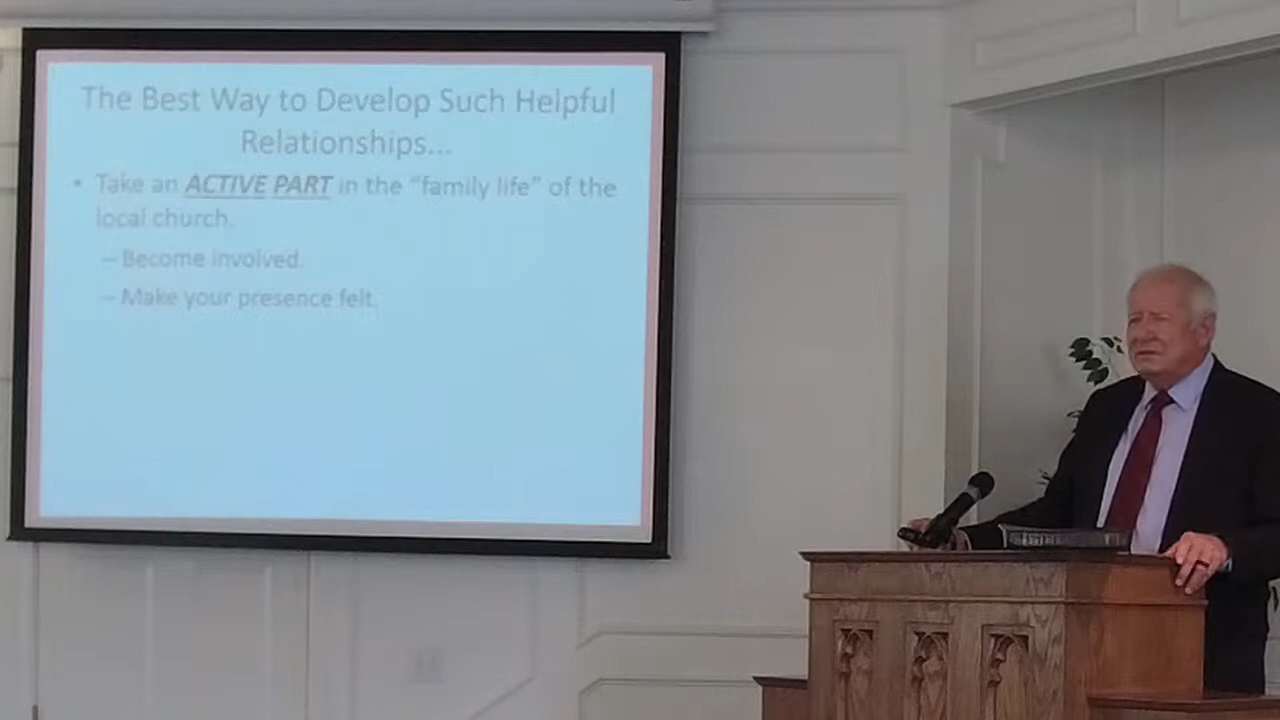 The Best Way to Develop Such Helpful
Relationships...
• Take an ACTIVE PART in the “family life” of the
local church.
– Become involved.
– Make your presence felt.